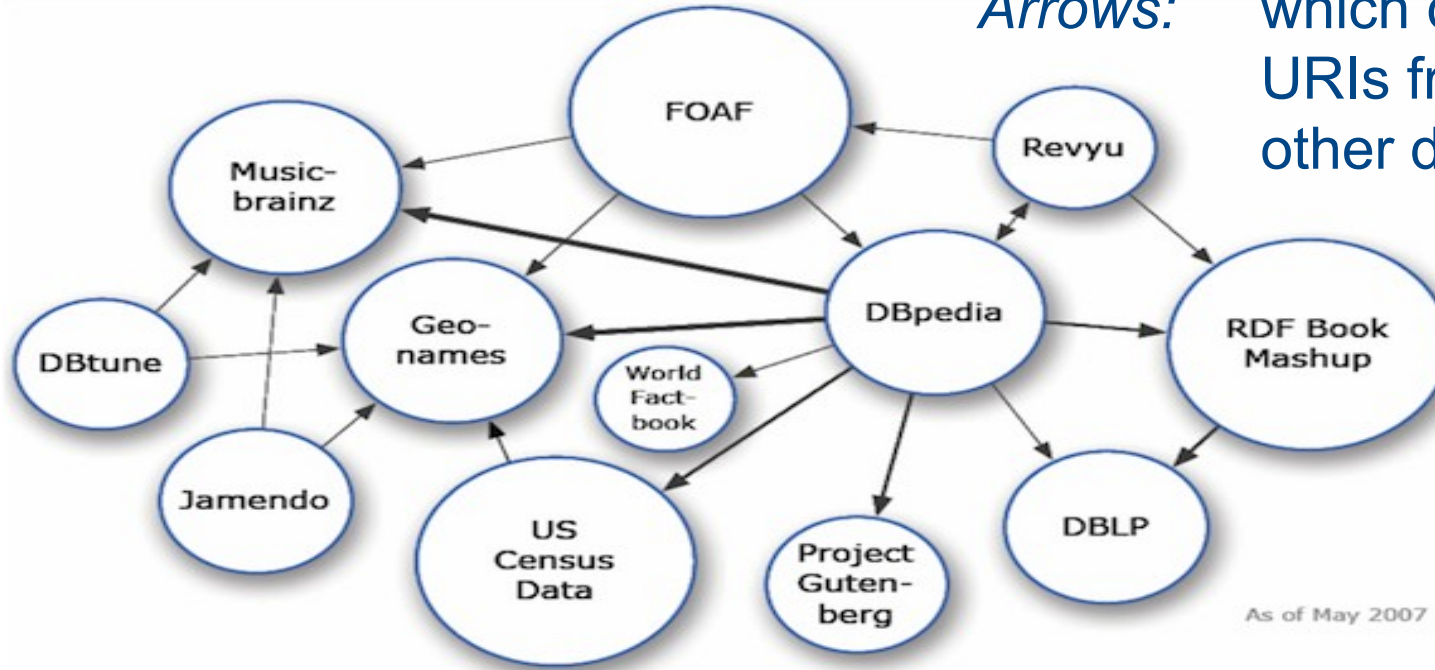 Arrows:
URIs fr
other d
FOAF
Revyu
Music-
brainz
DBpedia
RDF Book
Mashup
Geo-
names
DBtune
World
Fact-
book
Jamendo
US
Census
Data
Project
Guten-
berg
DBLP
As of May 2007